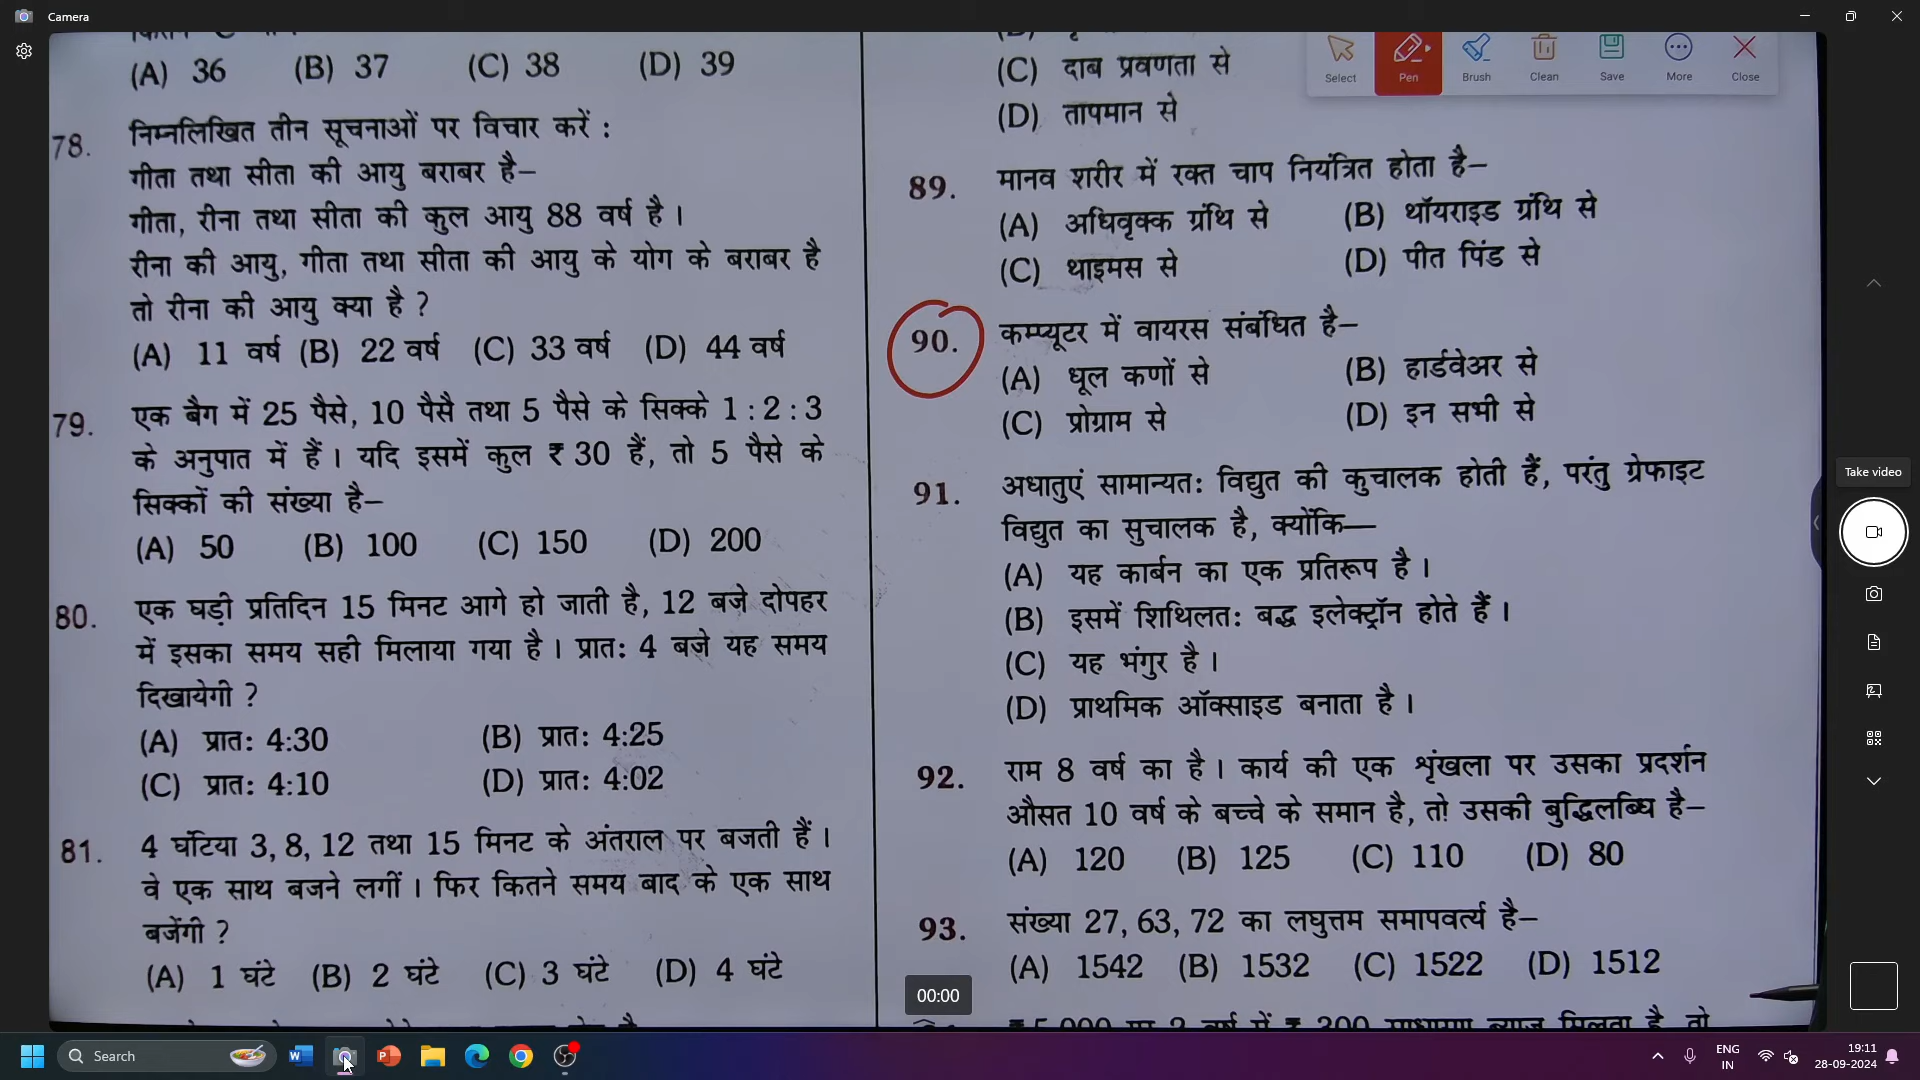 Camera
(A) 36 (B) 37 (C) 38 (D) 39
78. निम्नलिखित तीन सूचनाओं पर विचार करें :
गीता तथा सीता की आयु बराबर है–
गीता, रीना तथा सीता की कुल आयु 88 वर्ष है ।
रीना की आयु, गीता तथा सीता की आयु के योग के बराबर है
तो रीना की आयु क्या है ?
(A) 11 वर्ष (B) 22 वर्ष (C) 33 वर्ष (D) 44 वर्ष
79. एक बैग में 25 पैसे, 10 पैसै तथा 5 पैसे के सिक्के 1 : 2 : 3
के अनुपात में हैं । यदि इसमें कुल ₹ 30 हैं, तो 5 पैसे के
सिक्कों की संख्या है–
(A) 50 (B) 100 (C) 150 (D) 200
80. एक घड़ी प्रतिदिन 15 मिनट आगे हो जाती है, 12 बजे दोपहर
में इसका समय सही मिलाया गया है । प्रात: 4 बजे यह समय
दिखायेगी ?
(A) प्रात: 4:30 (B) प्रात: 4:25
(C) प्रात: 4:10 (D) प्रात: 4:02
81. 4 घंटिया 3, 8, 12 तथा 15 मिनट के अंतराल पर बजती हैं ।
वे एक साथ बजने लगीं । फिर कितने समय बाद के एक साथ
बजेंगी ?
(A) 1 घंटे (B) 2 घंटे (C) 3 घंटे (D) 4 घंटे
(C) दाब प्रवणता से
(D) तापमान से
89. मानव शरीर में रक्त चाप नियंत्रित होता है–
(A) अधिवृक्क ग्रंथि से (B) थॉयराइड ग्रंथि से
(C) थाइमस से (D) पीत पिंड से
90. कम्प्यूटर में वायरस संबंधित है–
(A) धूल कणों से (B) हार्डवेअर से
(C) प्रोग्राम से (D) इन सभी से
91. अधातुएं सामान्यत: विद्युत की कुचालक होती हैं, परंतु ग्रेफाइट
विद्युत का सुचालक है, क्योंकि—
(A) यह कार्बन का एक प्रतिरूप है ।
(B) इसमें शिथिलत: बद्ध इलेक्ट्रॉन होते हैं ।
(C) यह भंगुर है ।
(D) प्राथमिक ऑक्साइड बनाता है ।
92. राम 8 वर्ष का है । कार्य की एक शृंखला पर उसका प्रदर्शन
औसत 10 वर्ष के बच्चे के समान है, तो उसकी बुद्धिलब्धि है–
(A) 120 (B) 125 (C) 110 (D) 80
93. संख्या 27, 63, 72 का लघुत्तम समापवर्त्य है–
(A) 1542 (B) 1532 (C) 1522 (D) 1512
Select Pen Brush Clean Save More Close
Take video
00:00
Search
ENG
IN
19:11
28-09-2024